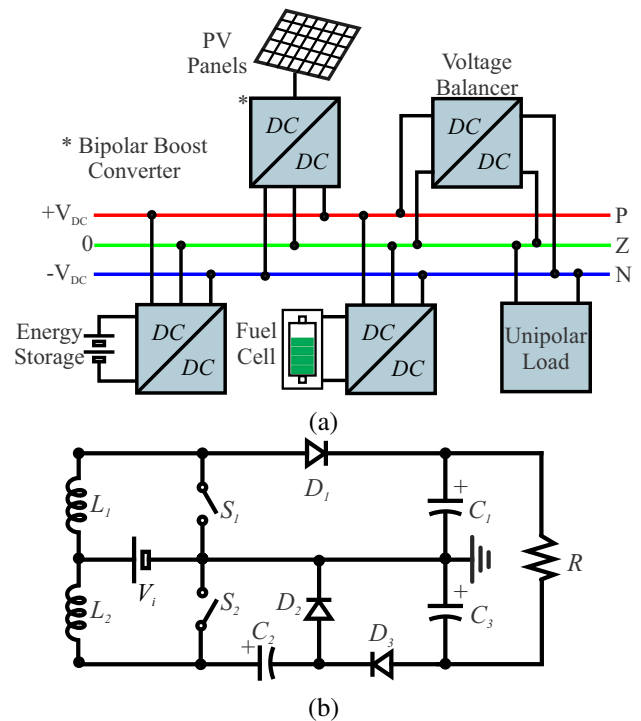 PV
Panels
*
DC
DC
Voltage
Balancer
DC
DC
* Bipolar Boost
Converter
+V_DC
P
0
Z
-V_DC
N
Energy
Storage
DC
DC
Fuel
Cell
DC
DC
Unipolar
Load
(a)
D_1
L_1
S_1
+
C_1
V_i
R
L_2
S_2
D_2
C_2
+
D_3
+
C_3
(b)